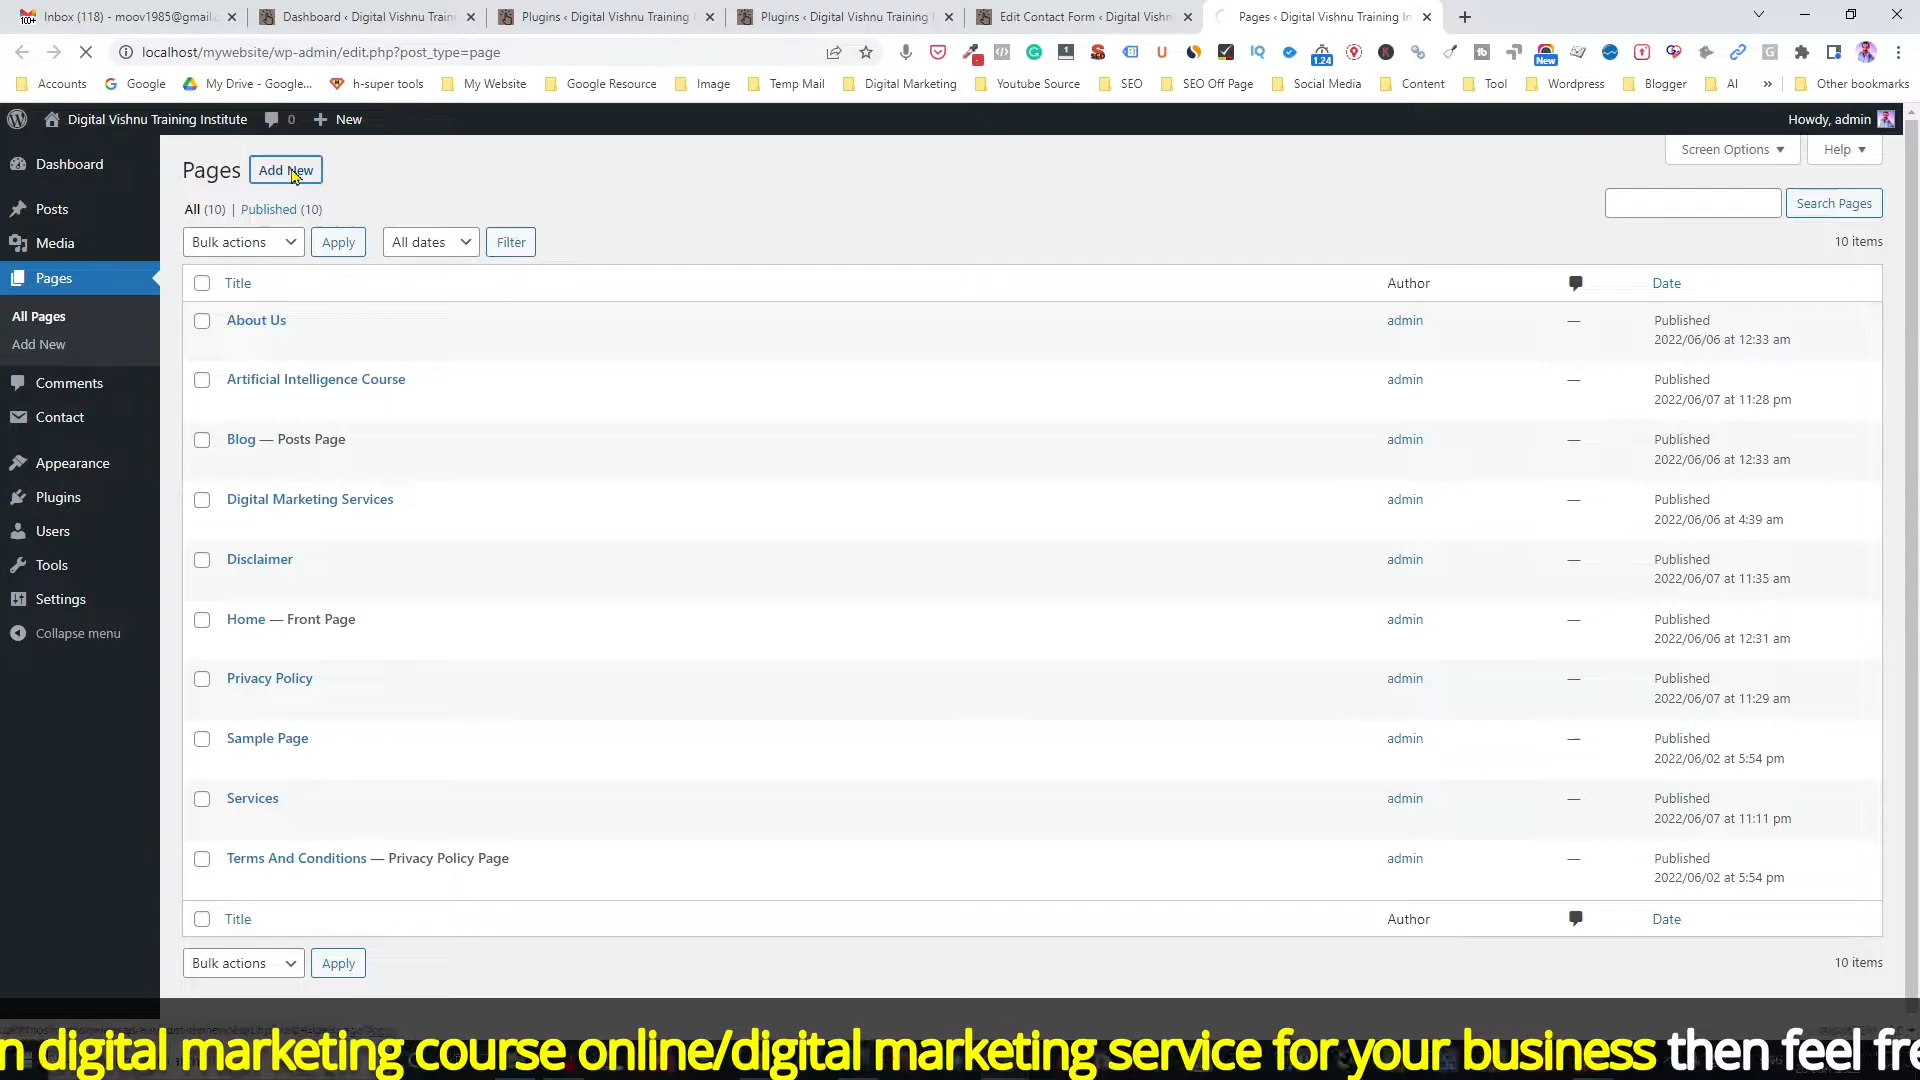 Inbox (118) - moov1985@gmail.
Dashboard ‹ Digital Vishnu Traini
Plugins ‹ Digital Vishnu Training I
Plugins ‹ Digital Vishnu Training I
Edit Contact Form ‹ Digital Vishn
Pages ‹ Digital Vishnu Training In
localhost/mywebsite/wp-admin/edit.php?post_type=page
1.24
New
Accounts
Google
My Drive - Google...
h-super tools
My Website
Google Resource
Image
Temp Mail
Digital Marketing
Youtube Source
SEO
SEO Off Page
Social Media
Content
Tool
Wordpress
Blogger
AI
»
Other bookmarks
Digital Vishnu Training Institute
0
+ New
Howdy, admin
Dashboard
Posts
Media
Pages
All Pages
Add New
Comments
Contact
Appearance
Plugins
Users
Tools
Settings
Collapse menu
Pages
Add New
Screen Options
Help
All (10) | Published (10)
Search Pages
Bulk actions
Apply
All dates
Filter
10 items
Title Author Date
About Us admin — Published
2022/06/06 at 12:33 am
Artificial Intelligence Course admin — Published
2022/06/07 at 11:28 pm
Blog — Posts Page admin — Published
2022/06/06 at 12:33 am
Digital Marketing Services admin — Published
2022/06/06 at 4:39 am
Disclaimer admin — Published
2022/06/07 at 11:35 am
Home — Front Page admin — Published
2022/06/06 at 12:31 am
Privacy Policy admin — Published
2022/06/07 at 11:29 am
Sample Page admin — Published
2022/06/02 at 5:54 pm
Services admin — Published
2022/06/07 at 11:11 pm
Terms And Conditions — Privacy Policy Page admin — Published
2022/06/02 at 5:54 pm
Title Author Date
Bulk actions
Apply
10 items
n digital marketing course online/digital marketing service for your business then feel fre